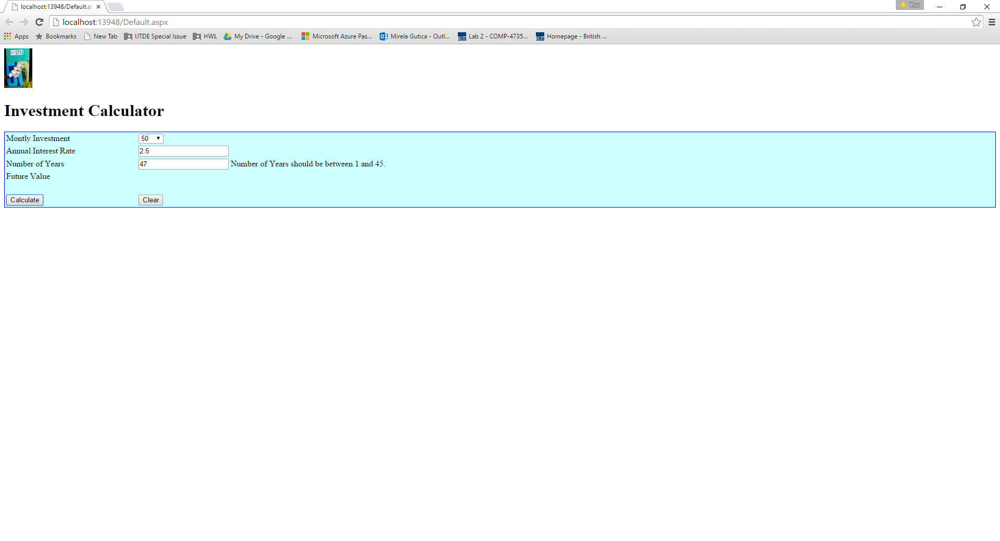 localhost:13948/Default.a
You
localhost:13948/Default.aspx
Apps Bookmarks New Tab IJTDE Special Issue HWL My Drive - Google ... Microsoft Azure Pas... Mirela Gutica - Outl... Lab 2 - COMP-4735... Homepage - British ...
50
Investment Calculator
Montly Investment 50
Annual Interest Rate 2.5
Number of Years 47 Number of Years should be between 1 and 45.
Future Value
Calculate Clear